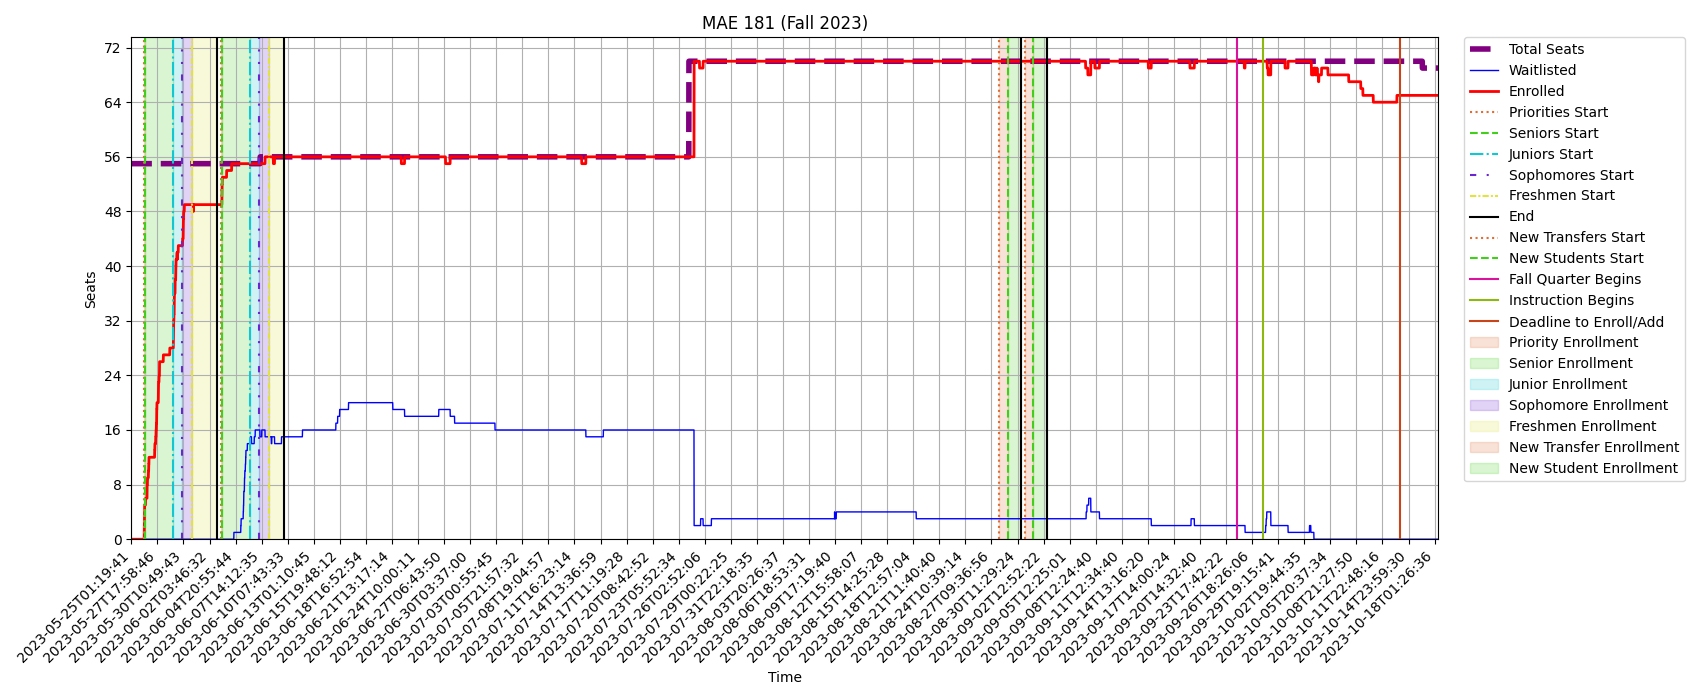 MAE 181 (Fall 2023)
72
64
56
48
40
32
24
16
8
0
Seats
2023-05-25T01:19:41
2023-05-27T17:58:46
2023-05-30T10:49:43
2023-06-02T03:46:32
2023-06-04T20:55:44
2023-06-07T14:12:35
2023-06-10T07:43:33
2023-06-13T01:10:45
2023-06-15T19:48:12
2023-06-18T16:52:54
2023-06-21T13:17:14
2023-06-24T10:00:11
2023-06-27T06:43:50
2023-06-30T03:37:00
2023-07-03T00:55:45
2023-07-05T21:57:32
2023-07-08T19:04:57
2023-07-11T16:23:14
2023-07-14T13:36:59
2023-07-17T11:19:28
2023-07-20T08:42:52
2023-07-23T05:52:34
2023-07-26T02:52:06
2023-07-29T00:22:25
2023-07-31T22:18:35
2023-08-03T20:26:37
2023-08-06T18:53:31
2023-08-09T17:19:40
2023-08-12T15:58:07
2023-08-15T14:25:28
2023-08-18T12:57:04
2023-08-21T11:40:40
2023-08-24T10:39:14
2023-08-27T09:36:56
2023-08-30T11:29:24
2023-09-02T12:52:22
2023-09-05T12:25:01
2023-09-08T12:24:40
2023-09-11T12:34:40
2023-09-14T13:16:20
2023-09-17T14:00:24
2023-09-20T14:32:40
2023-09-23T17:42:22
2023-09-26T18:26:06
2023-09-29T19:15:41
2023-10-02T19:44:35
2023-10-05T20:37:34
2023-10-08T21:27:50
2023-10-11T22:48:16
2023-10-14T23:59:30
2023-10-18T01:26:36
Time
Total Seats
Waitlisted
Enrolled
Priorities Start
Seniors Start
Juniors Start
Sophomores Start
Freshmen Start
End
New Transfers Start
New Students Start
Fall Quarter Begins
Instruction Begins
Deadline to Enroll/Add
Priority Enrollment
Senior Enrollment
Junior Enrollment
Sophomore Enrollment
Freshmen Enrollment
New Transfer Enrollment
New Student Enrollment